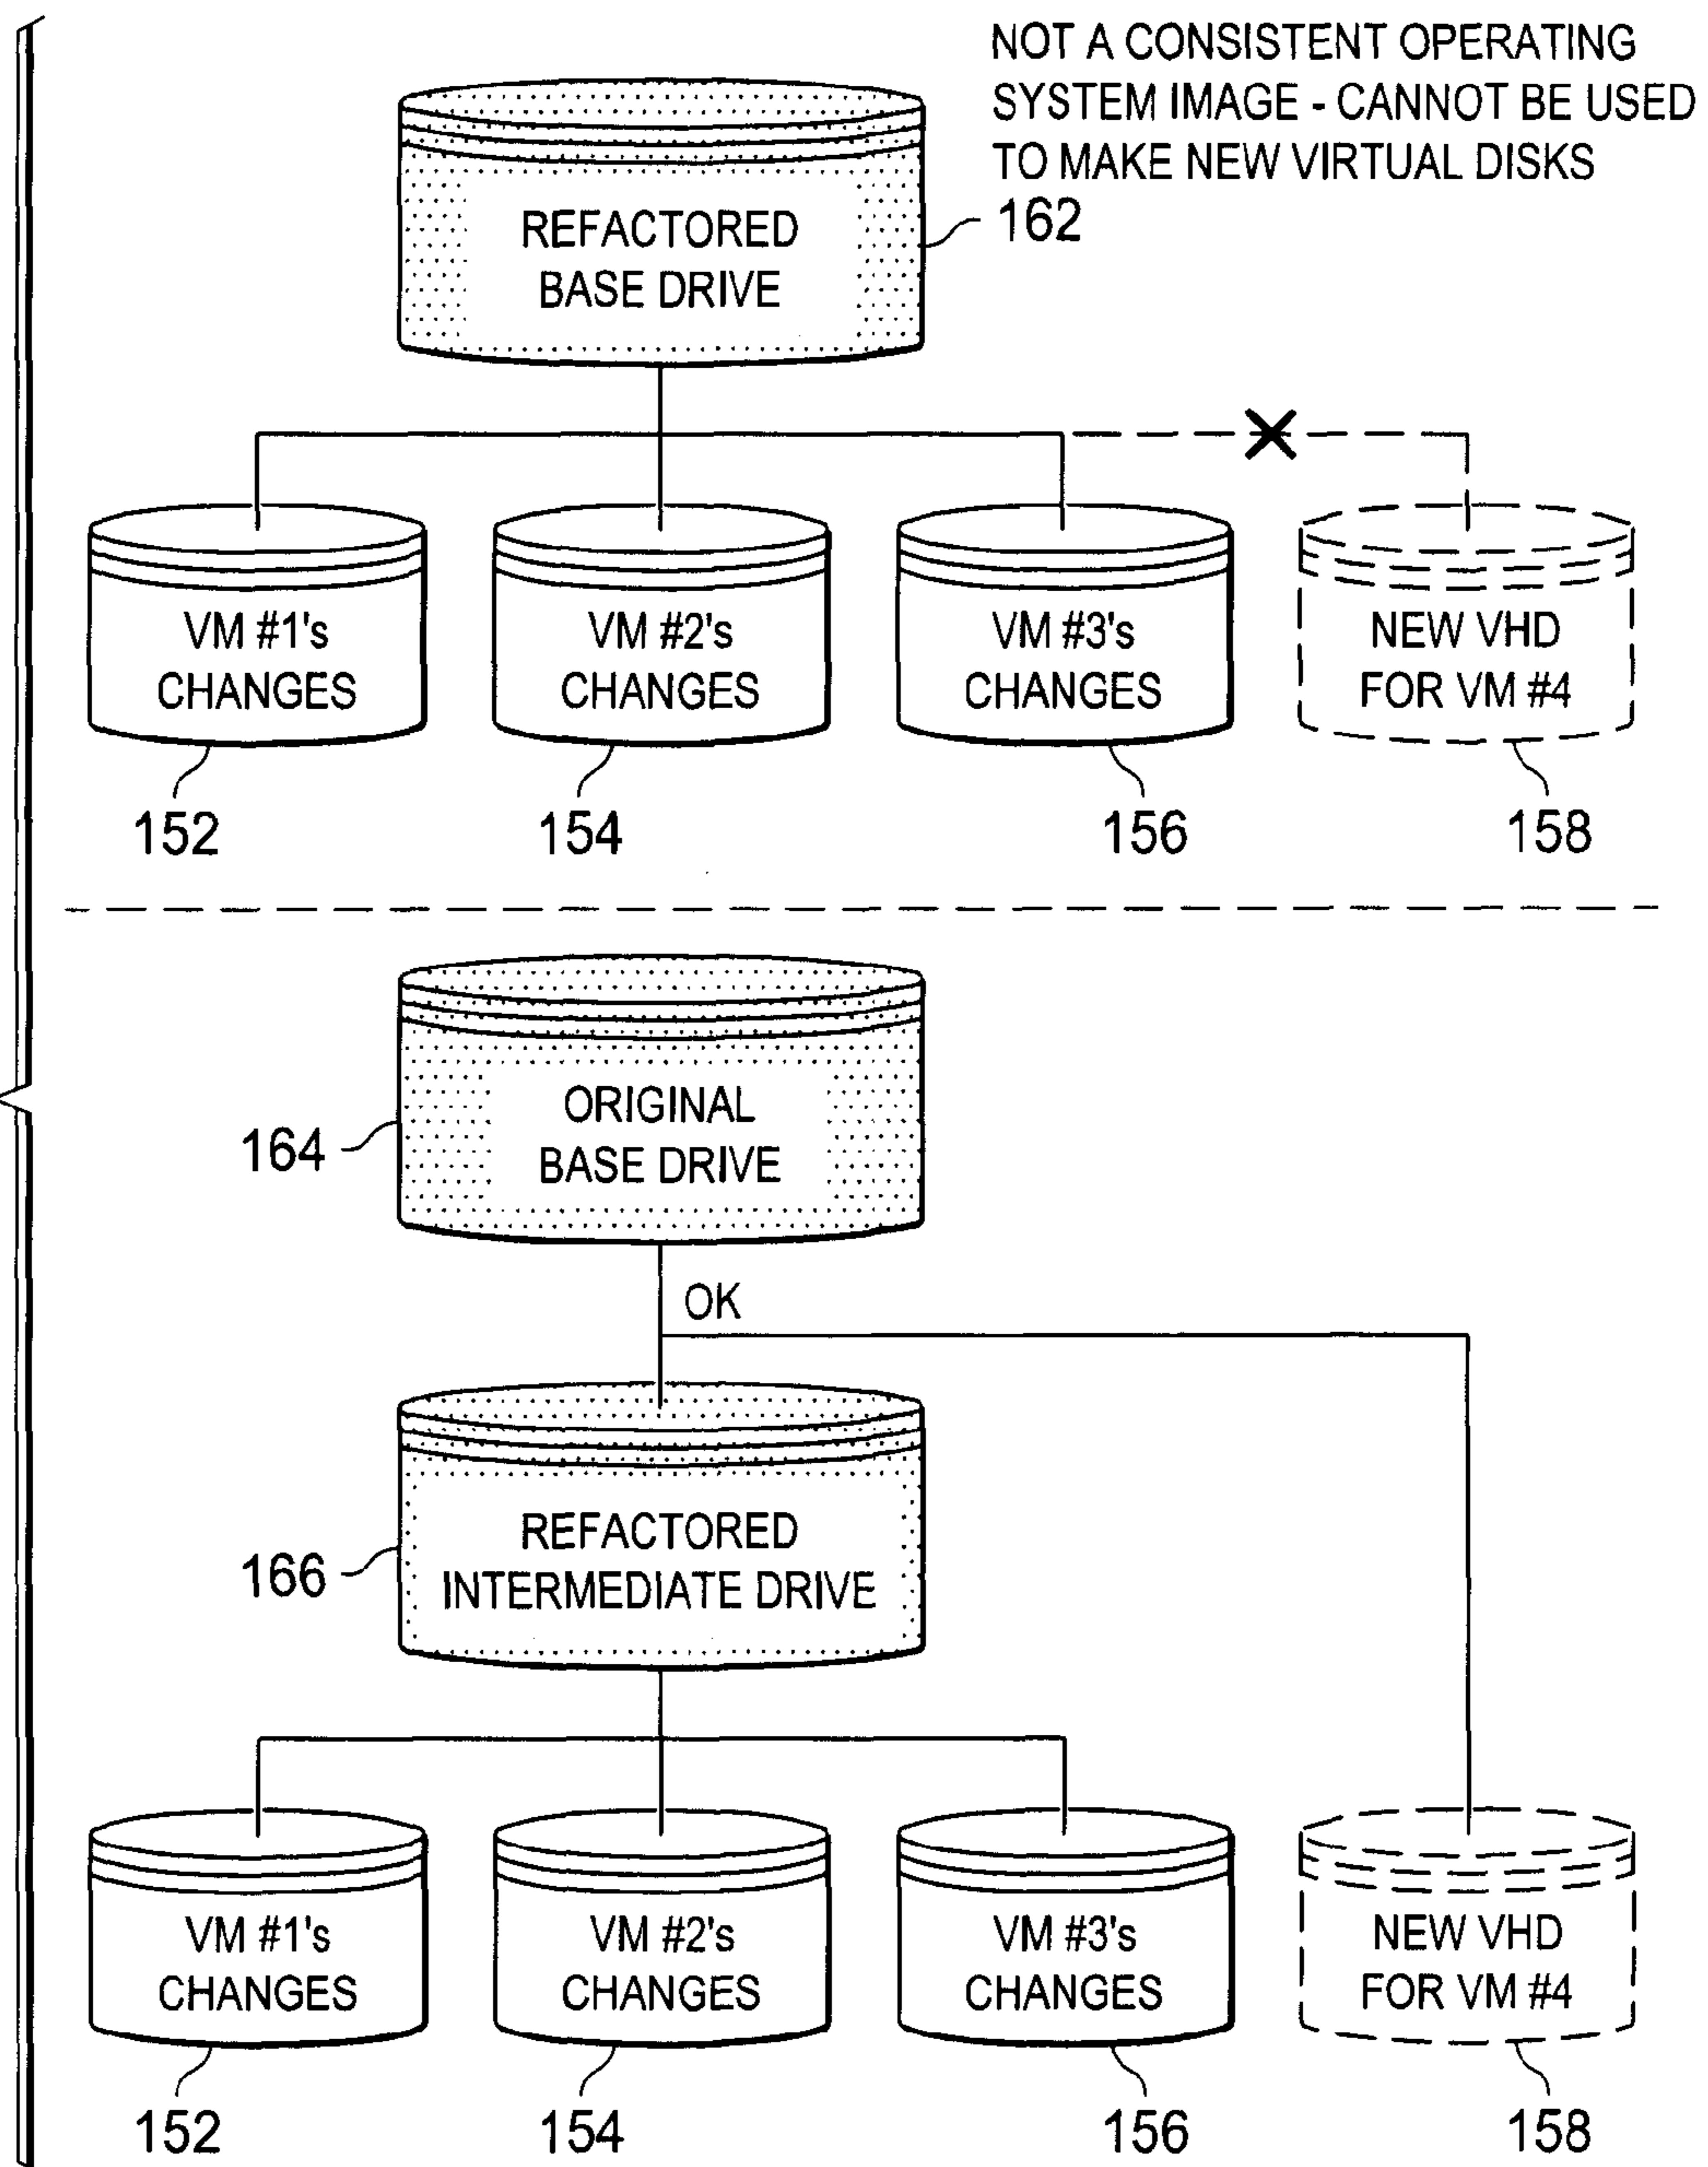 NOT A CONSISTENT OPERATING
SYSTEM IMAGE - CANNOT BE USED
TO MAKE NEW VIRTUAL DISKS
REFACTORED
BASE DRIVE
162
VM #1's
CHANGES
VM #2's
CHANGES
VM #3's
CHANGES
NEW VHD
FOR VM #4
152
154
156
158
ORIGINAL
BASE DRIVE
164
OK
REFACTORED
INTERMEDIATE DRIVE
166
VM #1's
CHANGES
VM #2's
CHANGES
VM #3's
CHANGES
NEW VHD
FOR VM #4
152
154
156
158